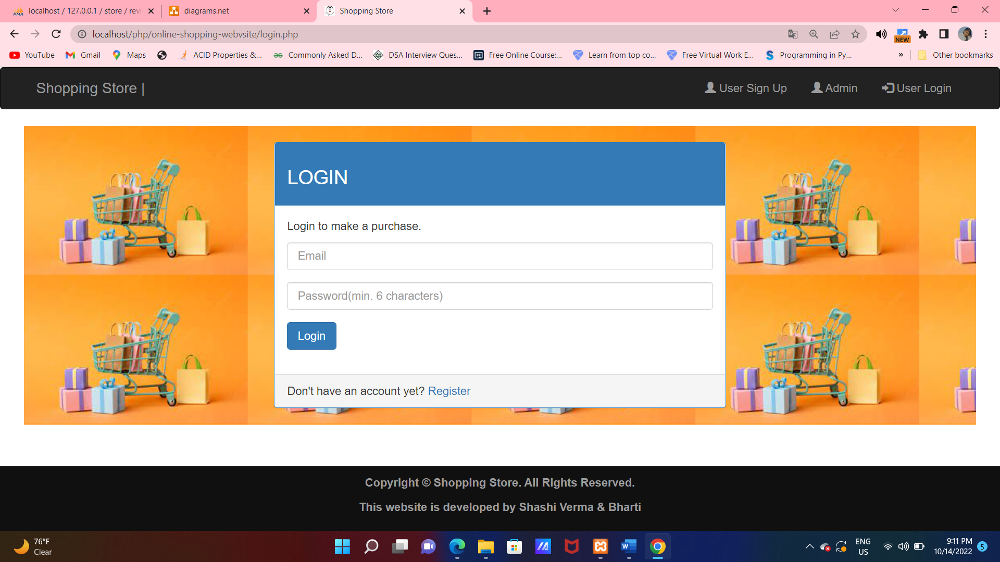 localhost / 127.0.0.1 / store / revi
diagrams.net
Shopping Store
localhost/php/online-shopping-webvsite/login.php
NEW
YouTube
Gmail
Maps
ACID Properties &...
Commonly Asked D...
DSA Interview Ques...
Free Online Course:...
Learn from top co...
Free Virtual Work E...
Programming in Py...
»
Other bookmarks
Shopping Store |
User Sign Up
Admin
User Login
LOGIN
Login to make a purchase.
Email
Password(min. 6 characters)
Login
Don't have an account yet? Register
Copyright © Shopping Store. All Rights Reserved.
This website is developed by Shashi Verma & Bharti
76°F
Clear
ENG
US
9:11 PM
10/14/2022
5